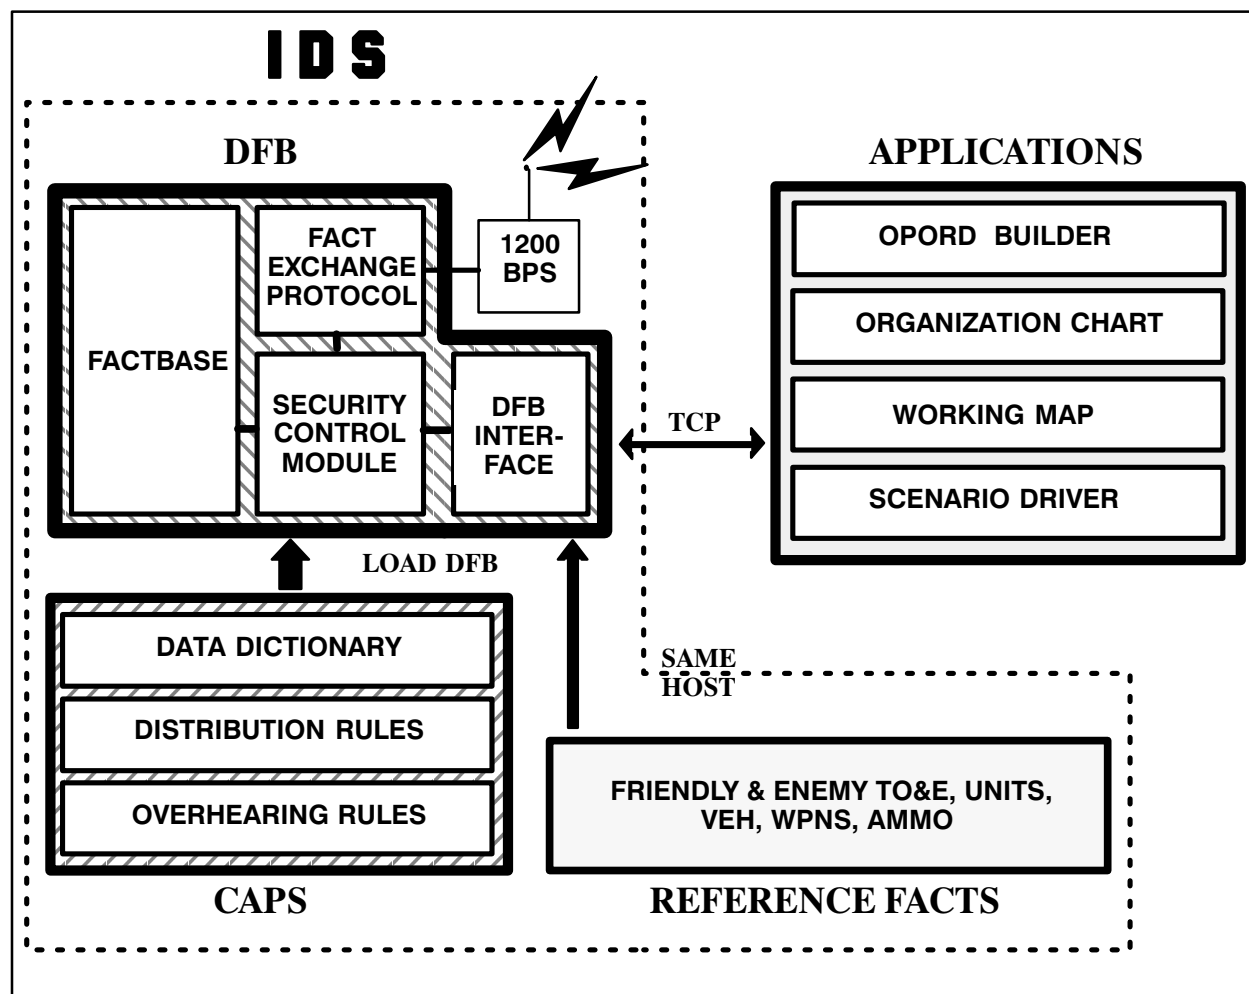 IDS
DFB
FACTBASE
FACT
EXCHANGE
PROTOCOL
1200
BPS
SECURITY
CONTROL
MODULE
DFB
INTER-
FACE
TCP
APPLICATIONS
OPORD BUILDER
ORGANIZATION CHART
WORKING MAP
SCENARIO DRIVER
LOAD DFB
DATA DICTIONARY
DISTRIBUTION RULES
OVERHEARING RULES
CAPS
SAME
HOST
FRIENDLY & ENEMY TO&E, UNITS,
VEH, WPNS, AMMO
REFERENCE FACTS